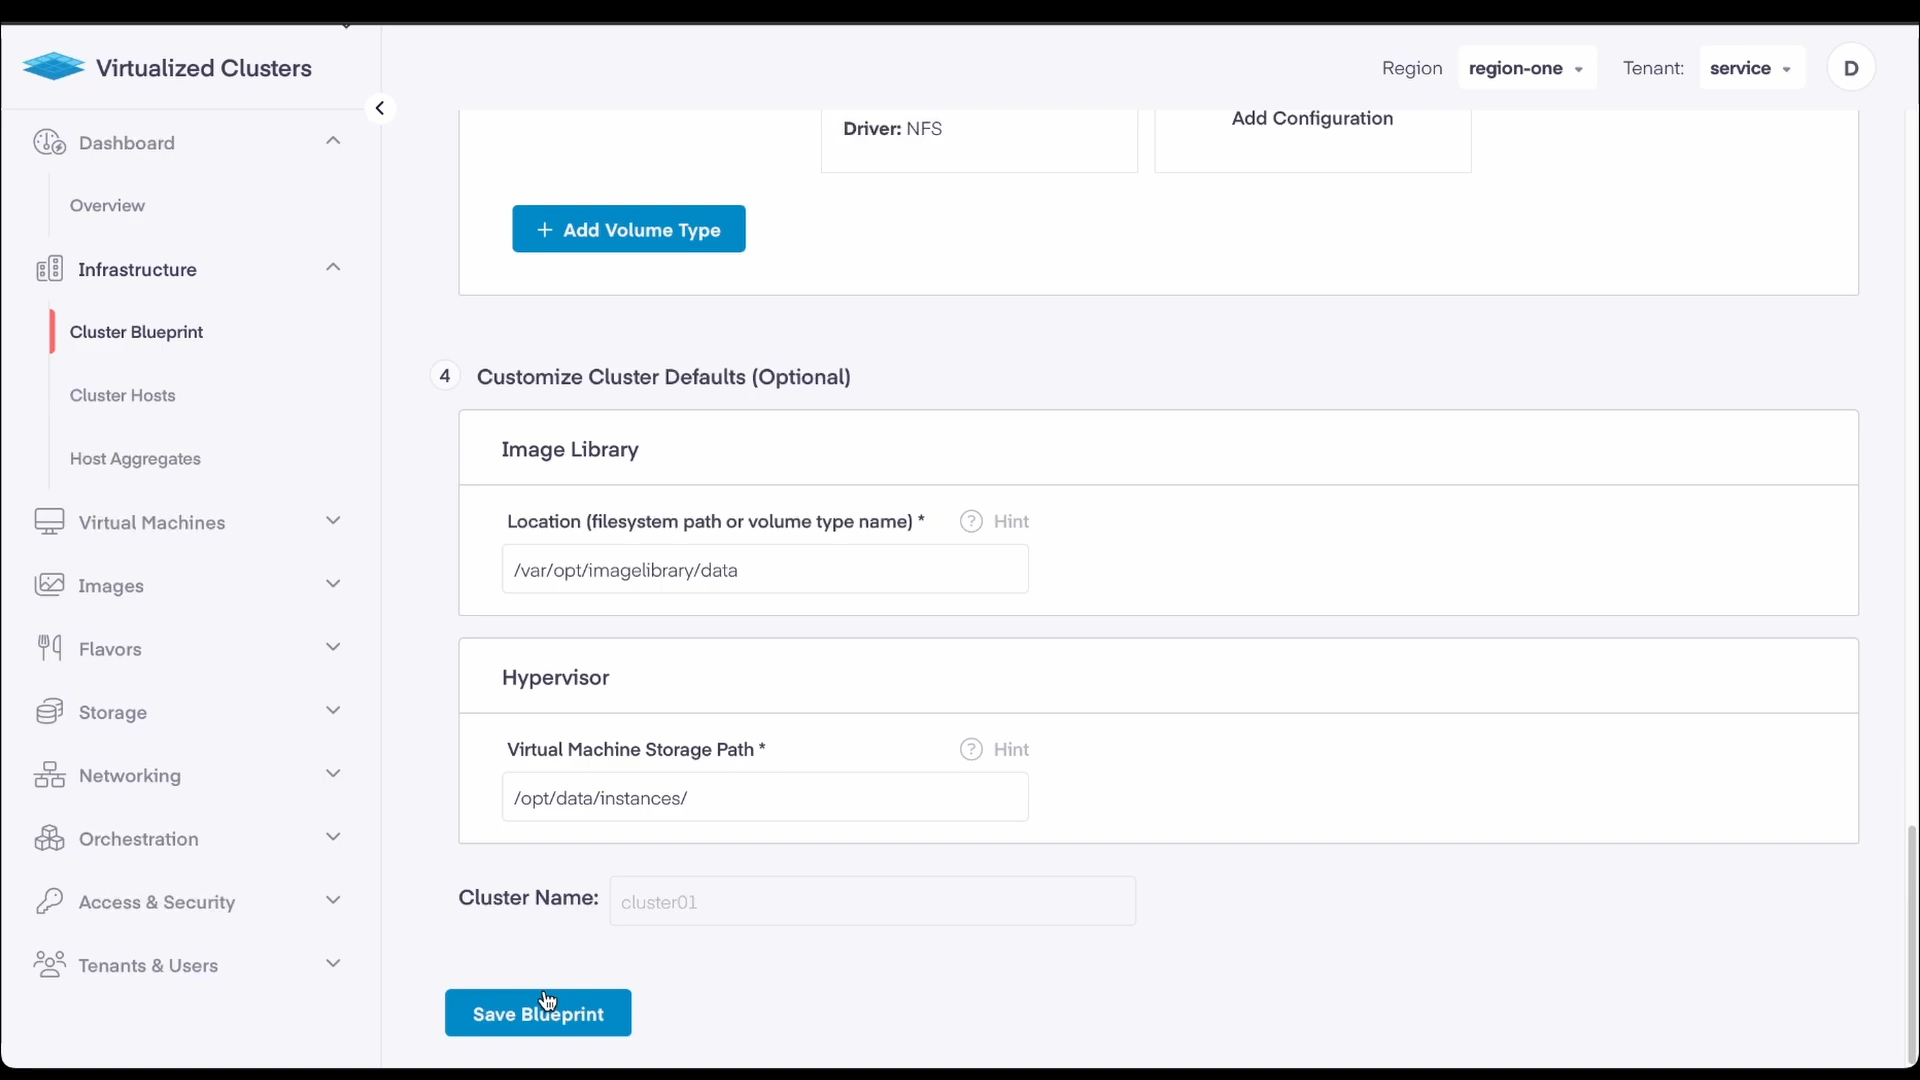 Virtualized Clusters
Region
region-one
Tenant:
service
D
Dashboard
Overview
Infrastructure
Cluster Blueprint
Cluster Hosts
Host Aggregates
Virtual Machines
Images
Flavors
Storage
Networking
Orchestration
Access & Security
Tenants & Users
Driver: NFS
Add Configuration
+ Add Volume Type
4 Customize Cluster Defaults (Optional)
Image Library
Location (filesystem path or volume type name) *
? Hint
/var/opt/imagelibrary/data
Hypervisor
Virtual Machine Storage Path *
? Hint
/opt/data/instances/
Cluster Name: cluster01
Save Blueprint